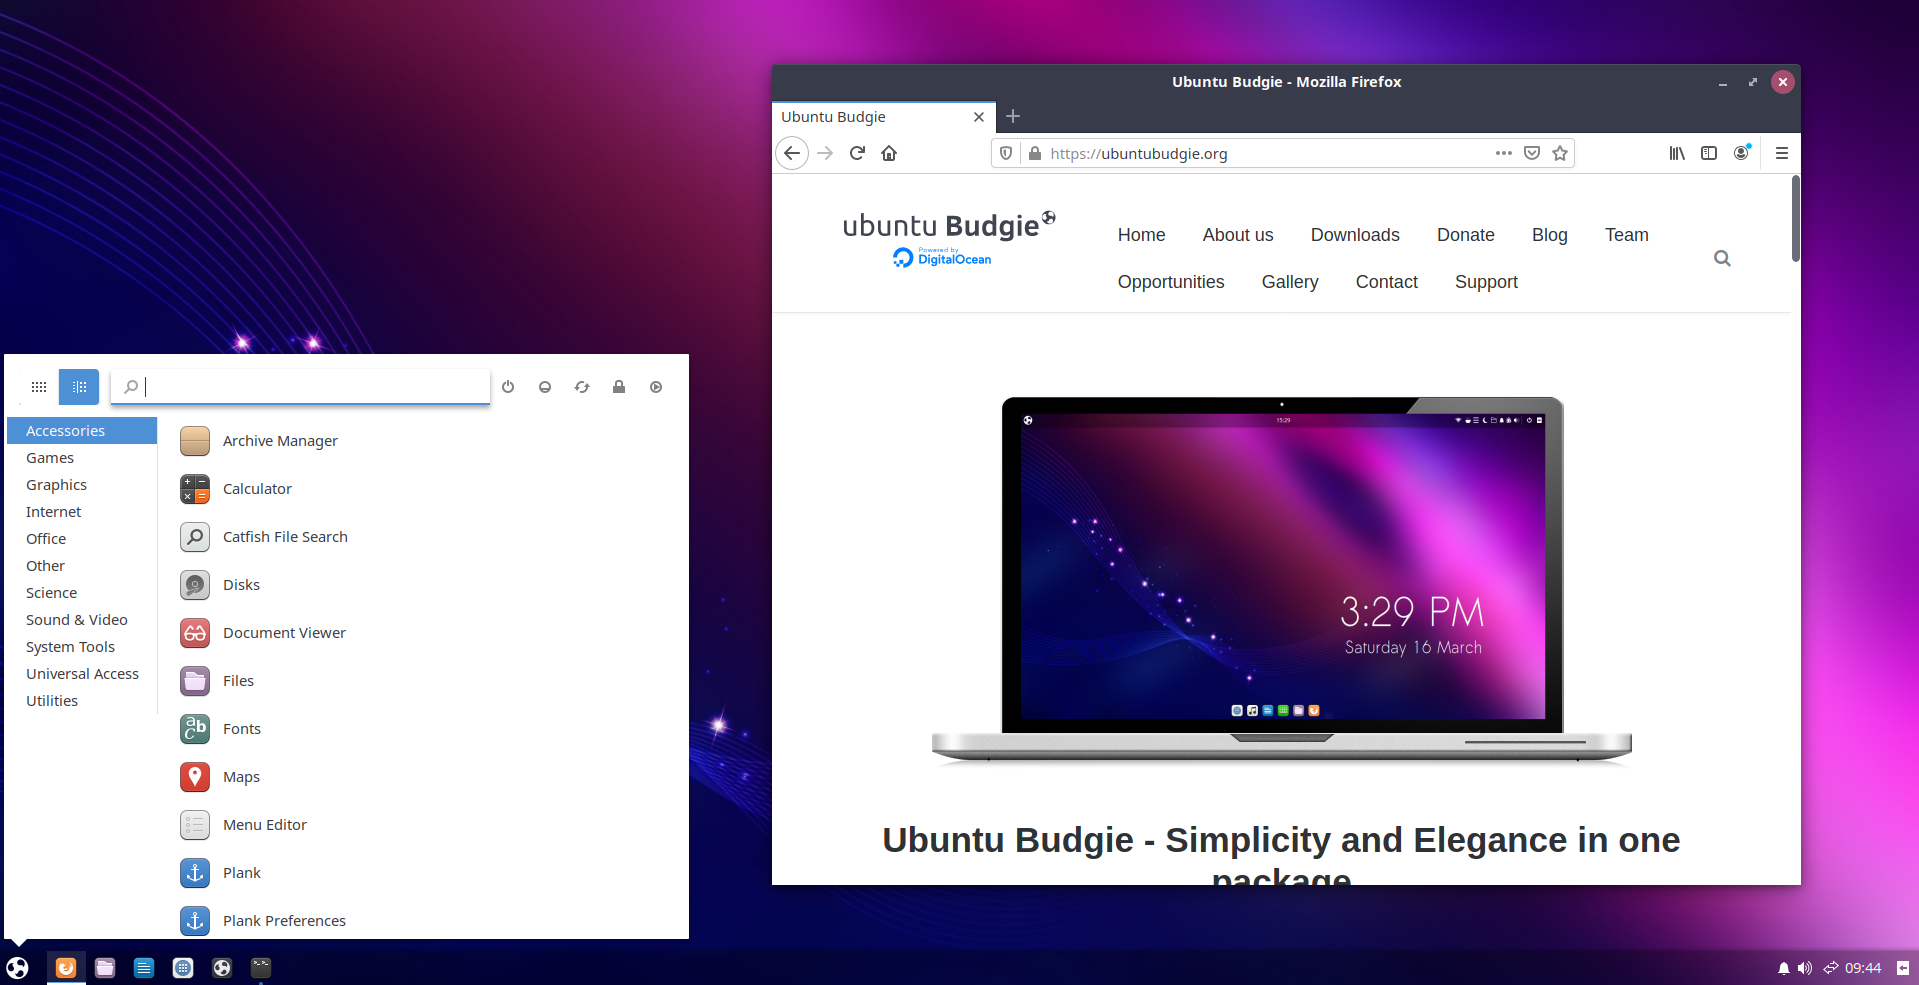 Ubuntu Budgie - Mozilla Firefox
Ubuntu Budgie
https://ubuntubudgie.org
ubuntu Budgie
Powered by
DigitalOcean
Home About us Downloads Donate Blog Team
Opportunities Gallery Contact Support
15:29
3:29 PM
Saturday 16 March
Ubuntu Budgie - Simplicity and Elegance in one
package
Accessories
Games
Graphics
Internet
Office
Other
Science
Sound & Video
System Tools
Universal Access
Utilities
Archive Manager
Calculator
Catfish File Search
Disks
Document Viewer
Files
abc
Fonts
Maps
Menu Editor
Plank
Plank Preferences
09:44